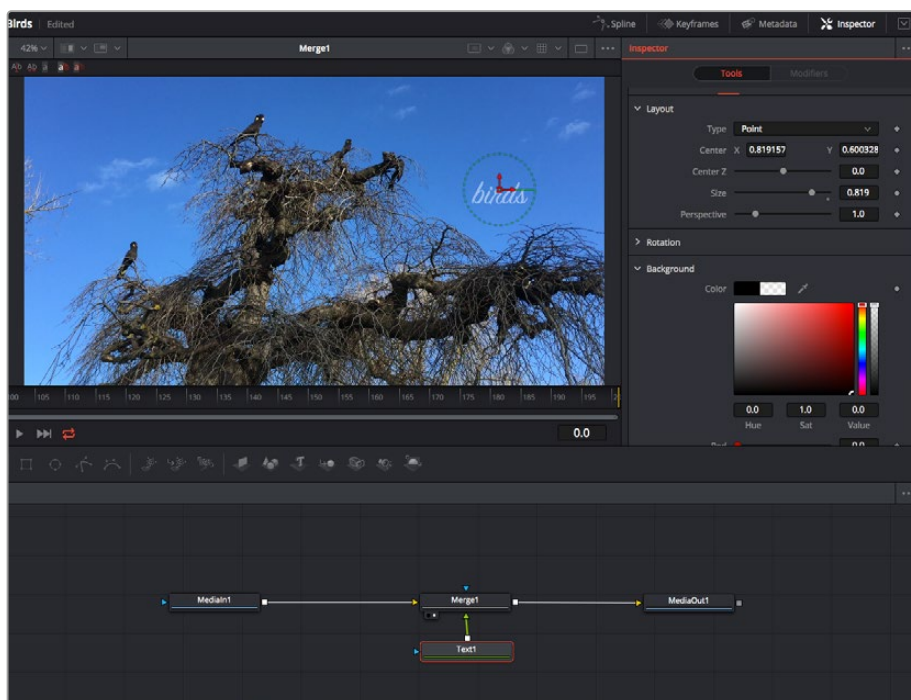 Birds Edited Spline Keyframes Metadata Inspector
42% Merge1 Inspector
Tools Modifiers
Layout
Type Point
Center X 0.819157 Y 0.600328
Center Z 0.0
Size 0.819
Perspective 1.0
Rotation
Background
Color
birds
0.0 1.0 0.0
Hue Sat Value
105 110 115 120 125 130 135 140 145 150 155 160 165 170 175 180 185 190 195
0.0
MediaIn1 Merge1 MediaOut1
Text1